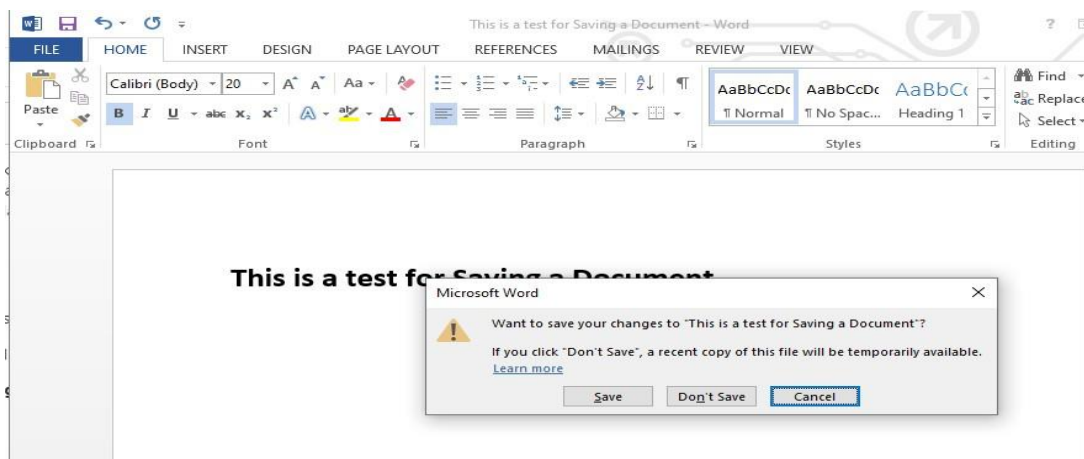 This is a test for Saving a Document - Word
?
FILE HOME INSERT DESIGN PAGE LAYOUT REFERENCES MAILINGS REVIEW VIEW
Calibri (Body) 20 A A Aa A AaBbCcDc AaBbCcDc AaBbC Find
Paste B I U abc X₂ X² A aby A ¶ Normal ¶ No Spac... Heading 1 Replace
Select
Clipboard Font Paragraph Styles Editing
This is a test for Saving a Document
Microsoft Word
Want to save your changes to "This is a test for Saving a Document"?
If you click "Don't Save", a recent copy of this file will be temporarily available.
Learn more
Save Don't Save Cancel